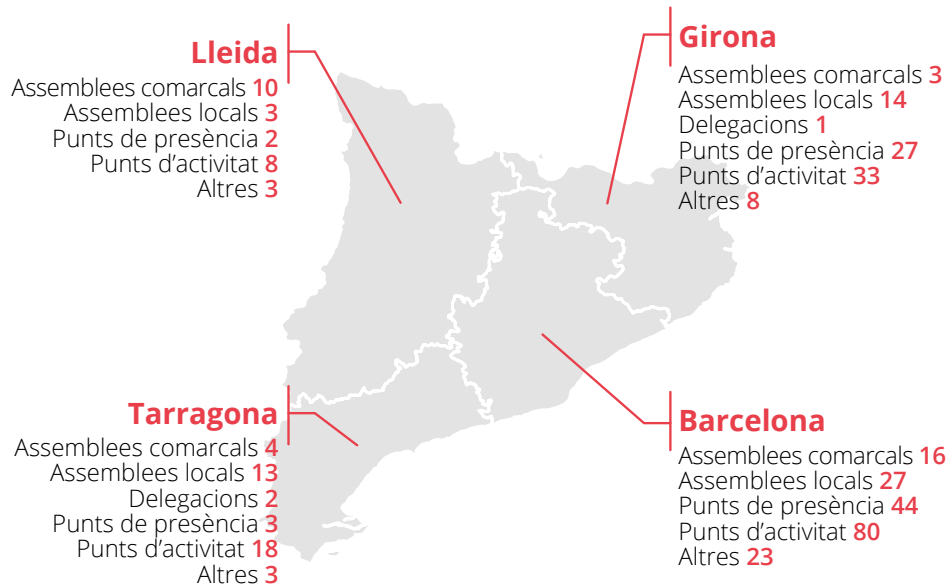 Lleida
Assemblees comarcals 10
Assemblees locals 3
Punts de presència 2
Punts d’activitat 8
Altres 3
Girona
Assemblees comarcals 3
Assemblees locals 14
Delegacions 1
Punts de presència 27
Punts d’activitat 33
Altres 8
Tarragona
Assemblees comarcals 4
Assemblees locals 13
Delegacions 2
Punts de presència 3
Punts d’activitat 18
Altres 3
Barcelona
Assemblees comarcals 16
Assemblees locals 27
Punts de presència 44
Punts d’activitat 80
Altres 23